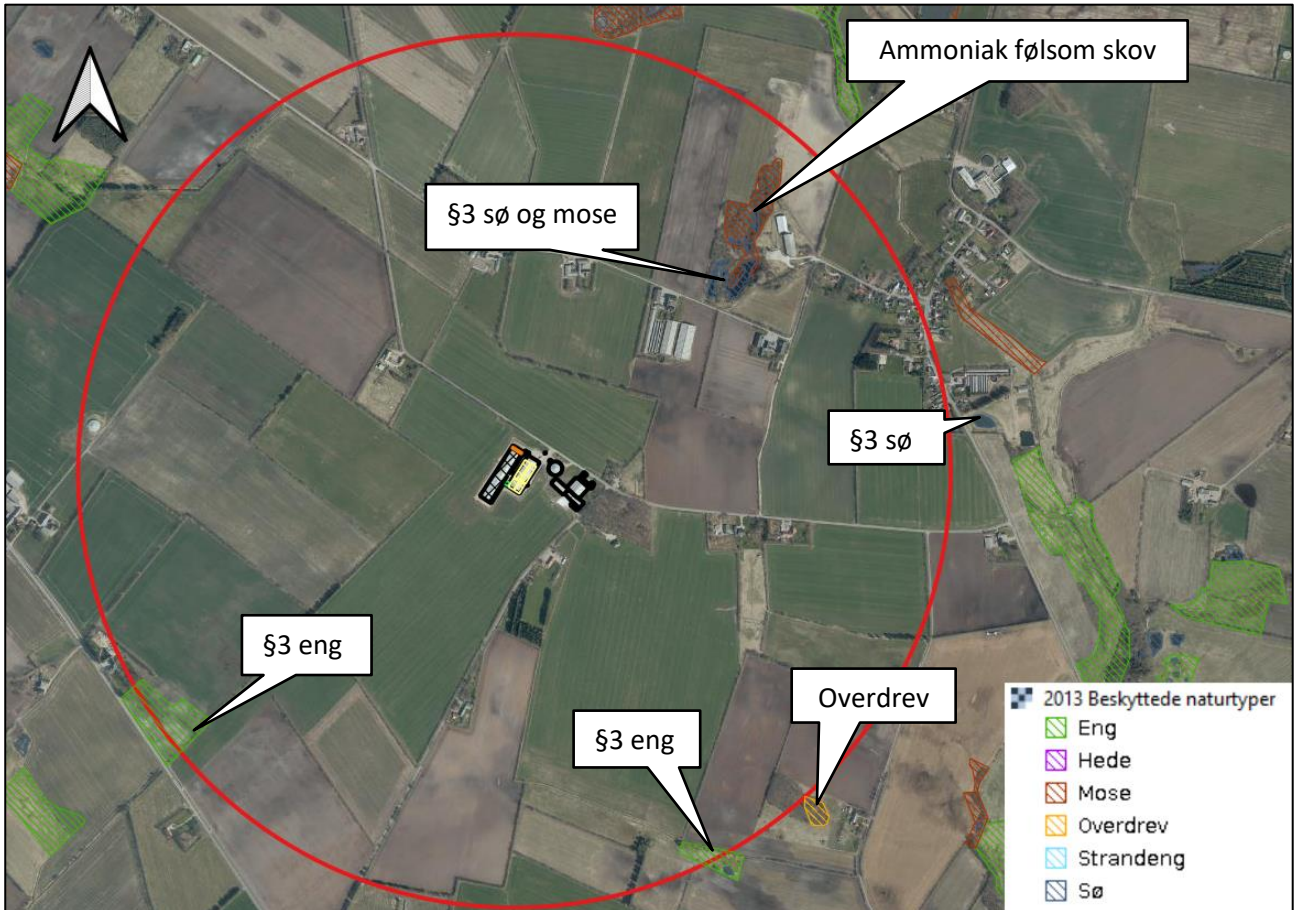 Ammoniak følsom skov
§3 sø og mose
§3 sø
§3 eng
Overdrev
§3 eng
2013 Beskyttede naturtyper
Eng
Hede
Mose
Overdrev
Strandeng
Sø